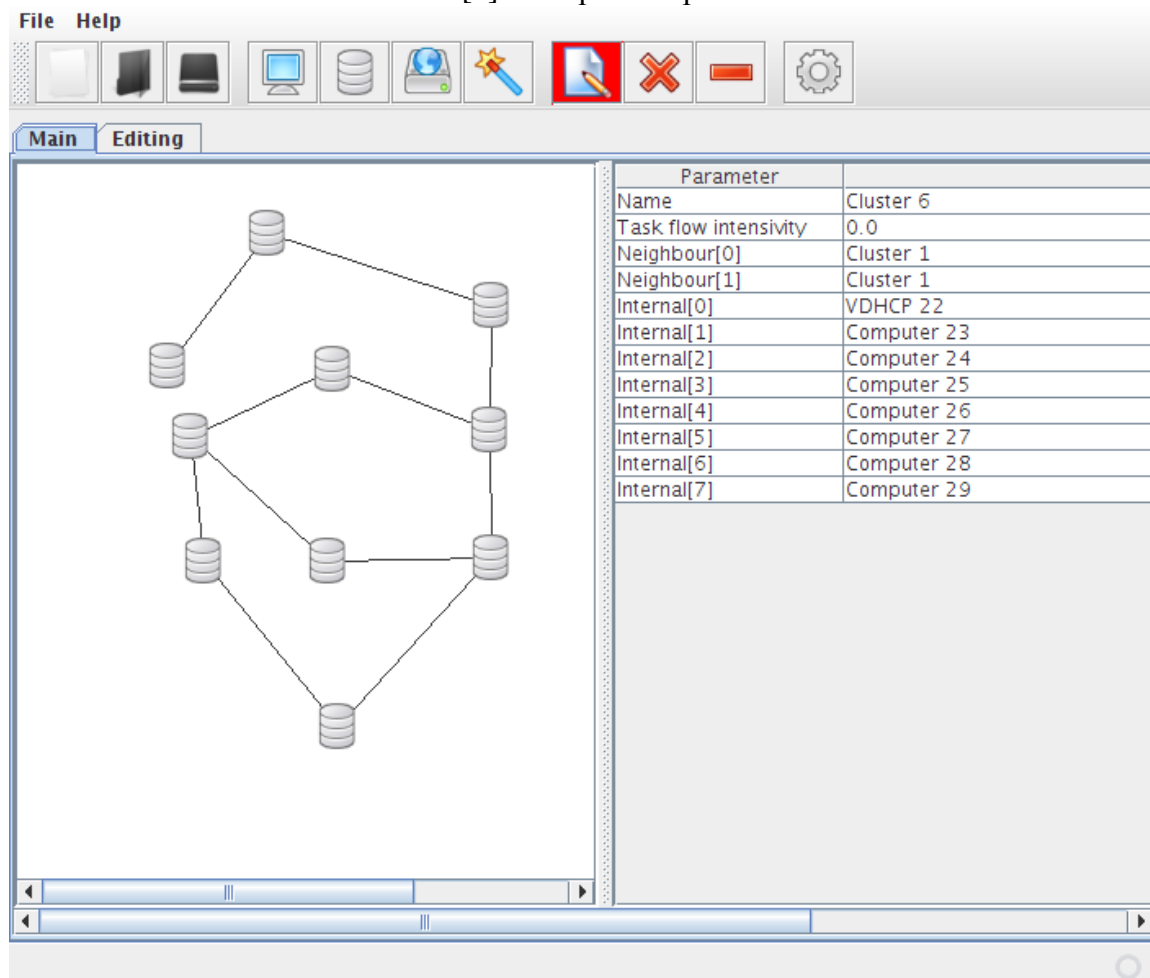 File Help
Main Editing
Parameter
Name Cluster 6
Task flow intensivity 0.0
Neighbour[0] Cluster 1
Neighbour[1] Cluster 1
Internal[0] VDHCP 22
Internal[1] Computer 23
Internal[2] Computer 24
Internal[3] Computer 25
Internal[4] Computer 26
Internal[5] Computer 27
Internal[6] Computer 28
Internal[7] Computer 29